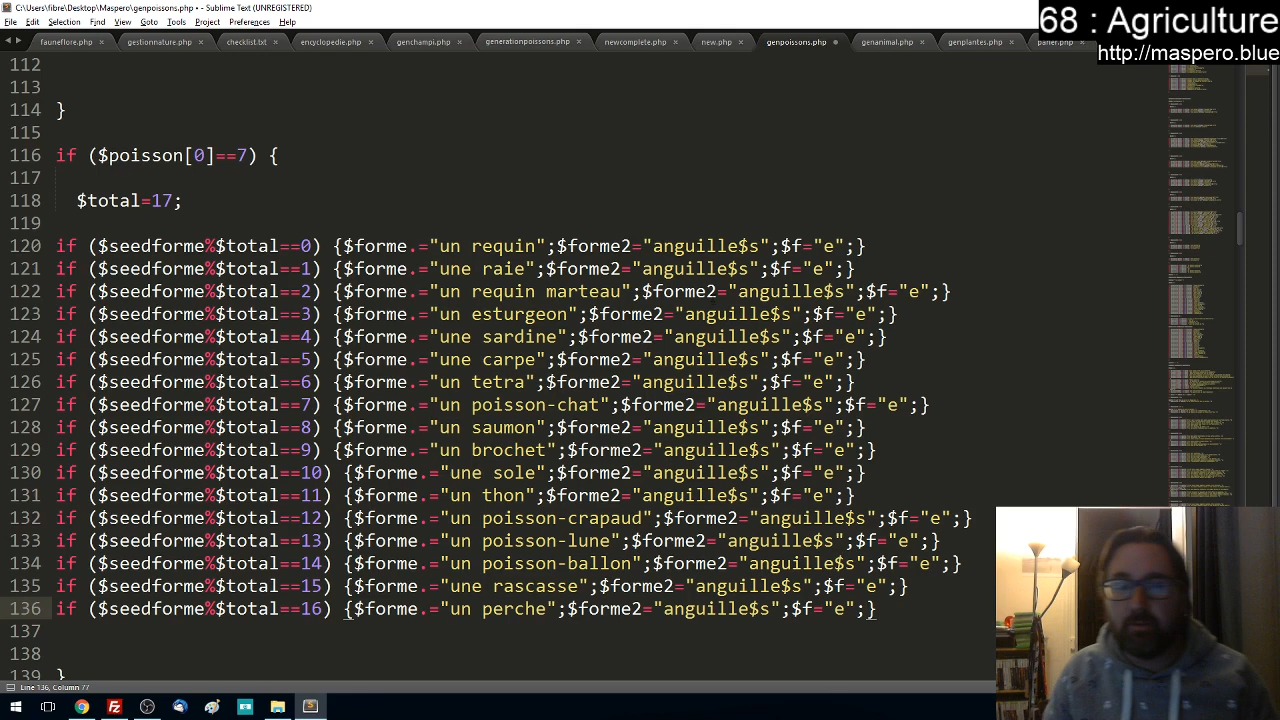 C:\Users\fibre\Desktop\Maspero\genpoissons.php • - Sublime Text (UNREGISTERED)
68 : Agriculture
File Edit Selection Find View Goto Tools Project Preferences Help
http://maspero.blue
fauneflore.php × gestionnature.php × checklist.txt × encyclopedie.php × genchampi.php × generationpoissons.php × newcomplete.php × new.php × genpoissons.php • genanimal.php × genplantes.php ×
112
113
114 }
115
116 if ($poisson[0]==7) {
117
118 $total=17;
119
120 if ($seedforme%$total==0) {$forme.="un requin";$forme2="anguille$s";$f="e";}
121 if ($seedforme%$total==1) {$forme.="une raie";$forme2="anguille$s";$f="e";}
122 if ($seedforme%$total==2) {$forme.="un requin marteau";$forme2="anguille$s";$f="e";}
123 if ($seedforme%$total==3) {$forme.="un esturgeon";$forme2="anguille$s";$f="e";}
124 if ($seedforme%$total==4) {$forme.="une sardine";$forme2="anguille$s";$f="e";}
125 if ($seedforme%$total==5) {$forme.="une carpe";$forme2="anguille$s";$f="e";}
126 if ($seedforme%$total==6) {$forme.="un tetra";$forme2="anguille$s";$f="e";}
127 if ($seedforme%$total==7) {$forme.="un poisson-chat";$forme2="anguille$s";$f="e";}
128 if ($seedforme%$total==8) {$forme.="un saumon";$forme2="anguille$s";$f="e";}
129 if ($seedforme%$total==9) {$forme.="un brochet";$forme2="anguille$s";$f="e";}
130 if ($seedforme%$total==10) {$forme.="une sole";$forme2="anguille$s";$f="e";}
131 if ($seedforme%$total==11) {$forme.="un thon";$forme2="anguille$s";$f="e";}
132 if ($seedforme%$total==12) {$forme.="un poisson-crapaud";$forme2="anguille$s";$f="e";}
133 if ($seedforme%$total==13) {$forme.="un poisson-lune";$forme2="anguille$s";$f="e";}
134 if ($seedforme%$total==14) {$forme.="un poisson-ballon";$forme2="anguille$s";$f="e";}
135 if ($seedforme%$total==15) {$forme.="une rascasse";$forme2="anguille$s";$f="e";}
136 if ($seedforme%$total==16) {$forme.="un perche";$forme2="anguille$s";$f="e";}
137
138
139 }
Line 136, Column 77